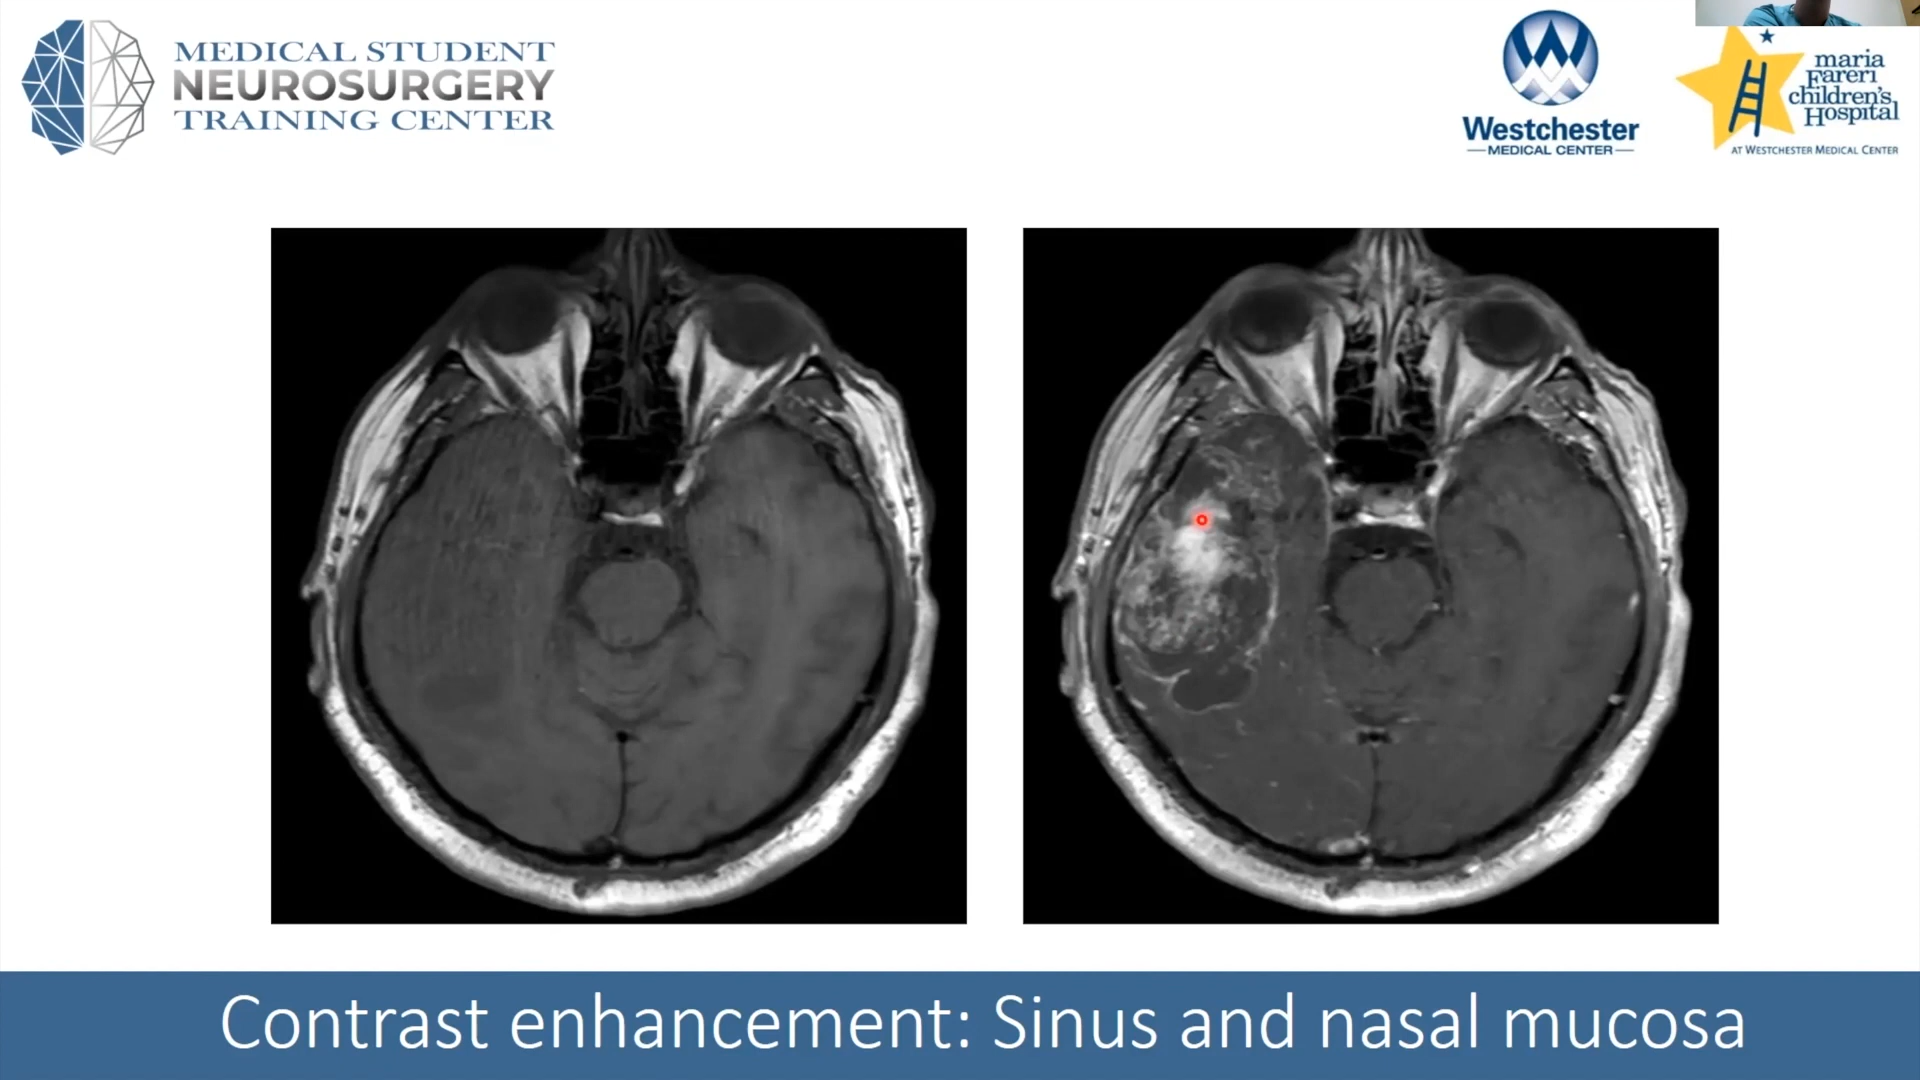 MEDICAL STUDENT
NEUROSURGERY
TRAINING CENTER
Westchester
MEDICAL CENTER
maria
Fareri
children's
Hospital
AT WESTCHESTER MEDICAL CENTER
Contrast enhancement: Sinus and nasal mucosa